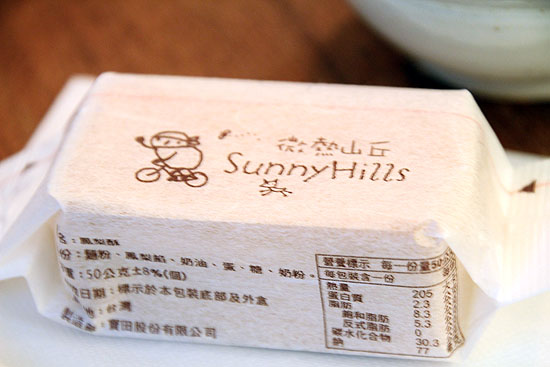 微熱山丘
SunnyHills
名：鳳梨酥
份：麵粉、鳳梨餡、奶油、蛋、糖、奶粉。
量：50公克±8%(個)
效日期：標示於本包裝底部及外盒
地：台灣
寶田股份有限公司
營養標示 每一份量50
每包裝含一份
熱量 205
蛋白質 2.3
脂肪 8.3
飽和脂肪 5.3
反式脂肪 0
碳水化合物 30.3
鈉 77